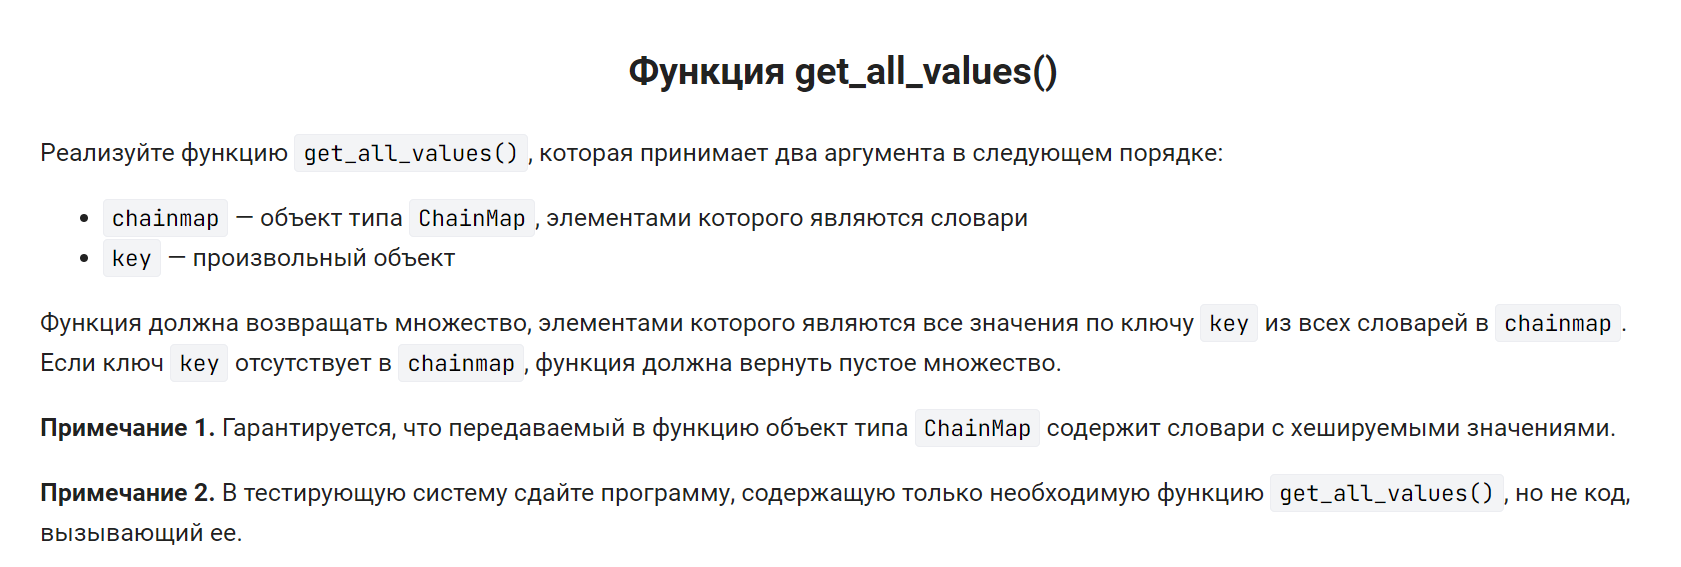 Функция get_all_values()
Реализуйте функцию get_all_values(), которая принимает два аргумента в следующем порядке:
• chainmap — объект типа ChainMap, элементами которого являются словари
• key — произвольный объект
Функция должна возвращать множество, элементами которого являются все значения по ключу key из всех словарей в chainmap.
Если ключ key отсутствует в chainmap, функция должна вернуть пустое множество.
Примечание 1. Гарантируется, что передаваемый в функцию объект типа ChainMap содержит словари с хешируемыми значениями.
Примечание 2. В тестирующую систему сдайте программу, содержащую только необходимую функцию get_all_values(), но не код,
вызывающий ее.